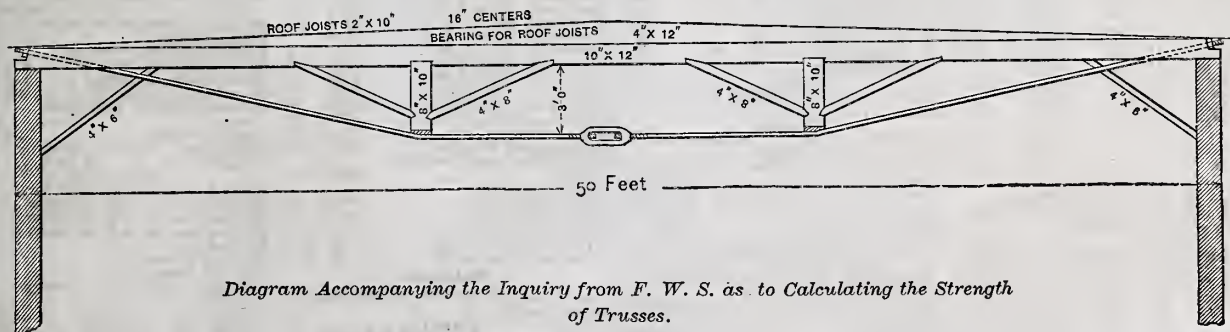 ROOF JOISTS 2"X 10" 16" CENTERS
BEARING FOR ROOF JOISTS 4"X 12"
10"X 12"
4"X 6"
8"X 10"
4"X 8"
3'0"
4"X 8"
8"X 10"
4"X 6"
50 Feet
Diagram Accompanying the Inquiry from F. W. S. as to Calculating the Strength
of Trusses.